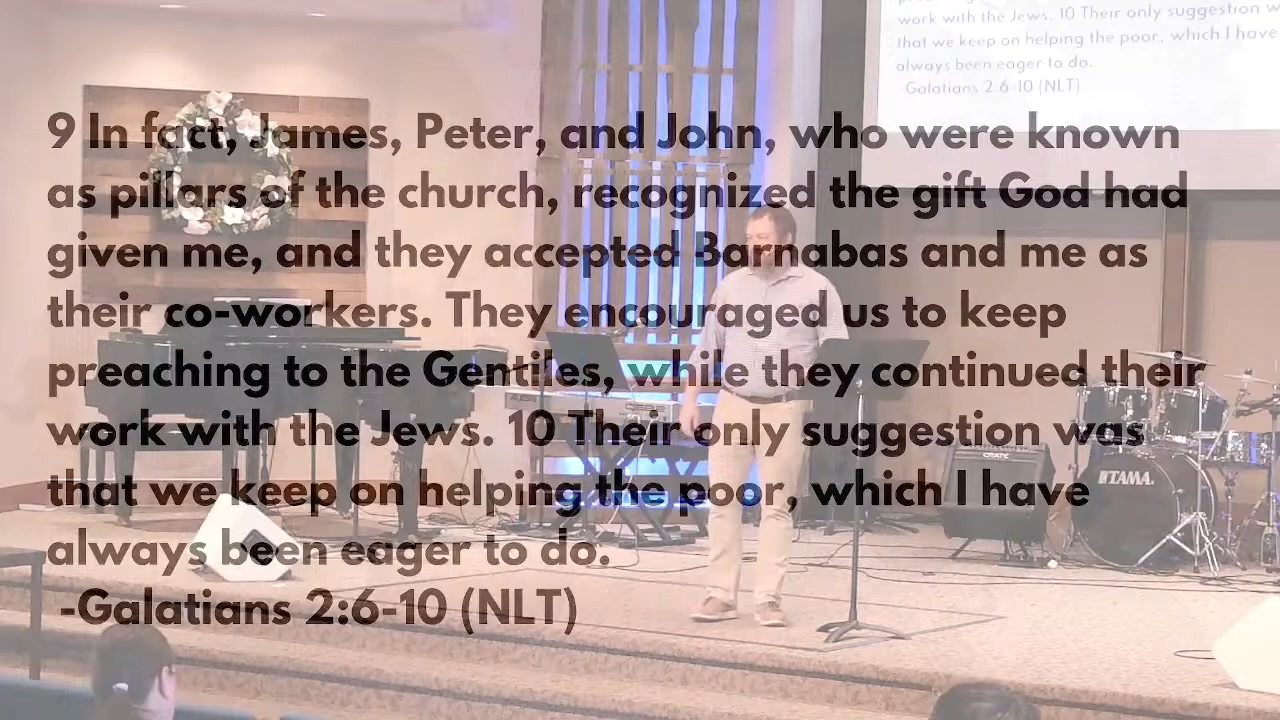 work with the Jews. 10 Their only suggestion w
that we keep on helping the poor, which I have
always been eager to do.
-Galatians 2:6-10 (NLT)
9 In fact, James, Peter, and John, who were known
as pillars of the church, recognized the gift God had
given me, and they accepted Barnabas and me as
their co-workers. They encouraged us to keep
preaching to the Gentiles, while they continued their
work with the Jews. 10 Their only suggestion was
that we keep on helping the poor, which I have
always been eager to do.
-Galatians 2:6-10 (NLT)
CRATE
TAMA